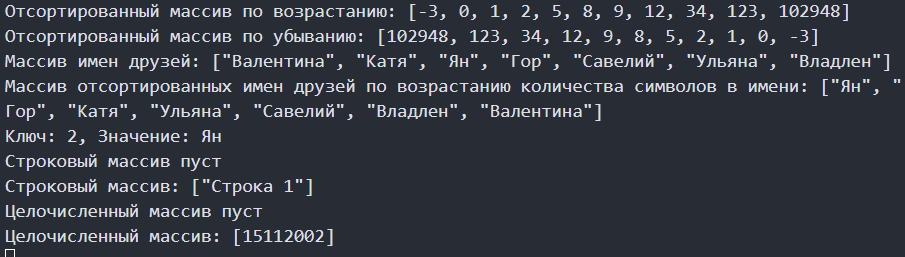 Отсортированный массив по возрастанию: [-3, 0, 1, 2, 5, 8, 9, 12, 34, 123, 102948]
Отсортированный массив по убыванию: [102948, 123, 34, 12, 9, 8, 5, 2, 1, 0, -3]
Массив имен друзей: ["Валентина", "Катя", "Ян", "Гор", "Савелий", "Ульяна", "Владлен"]
Массив отсортированных имен друзей по возрастанию количества символов в имени: ["Ян", "
Гор", "Катя", "Ульяна", "Савелий", "Владлен", "Валентина"]
Ключ: 2, Значение: Ян
Строковый массив пуст
Строковый массив: ["Строка 1"]
Целочисленный массив пуст
Целочисленный массив: [15112002]